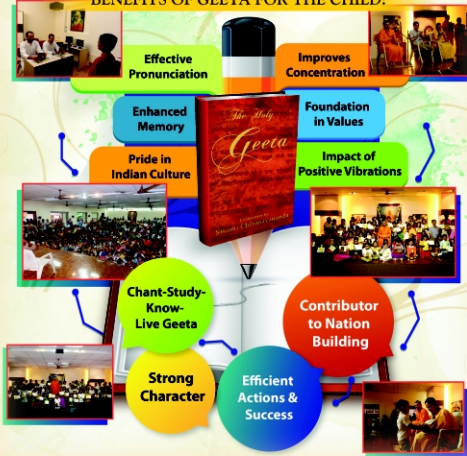 BENEFITS OF GEETA FOR THE CHILD:
Effective
Pronunciation
Improves
Concentration
Enhanced
Memory
Foundation
in Values
Pride in
Indian Culture
Impact of
Positive Vibrations
The Holy
Geeta
Commentary by
Swami Chinmayananda
Chant-Study-
Know-
Live Geeta
Contributor
to Nation
Building
Strong
Character
Efficient
Actions &
Success